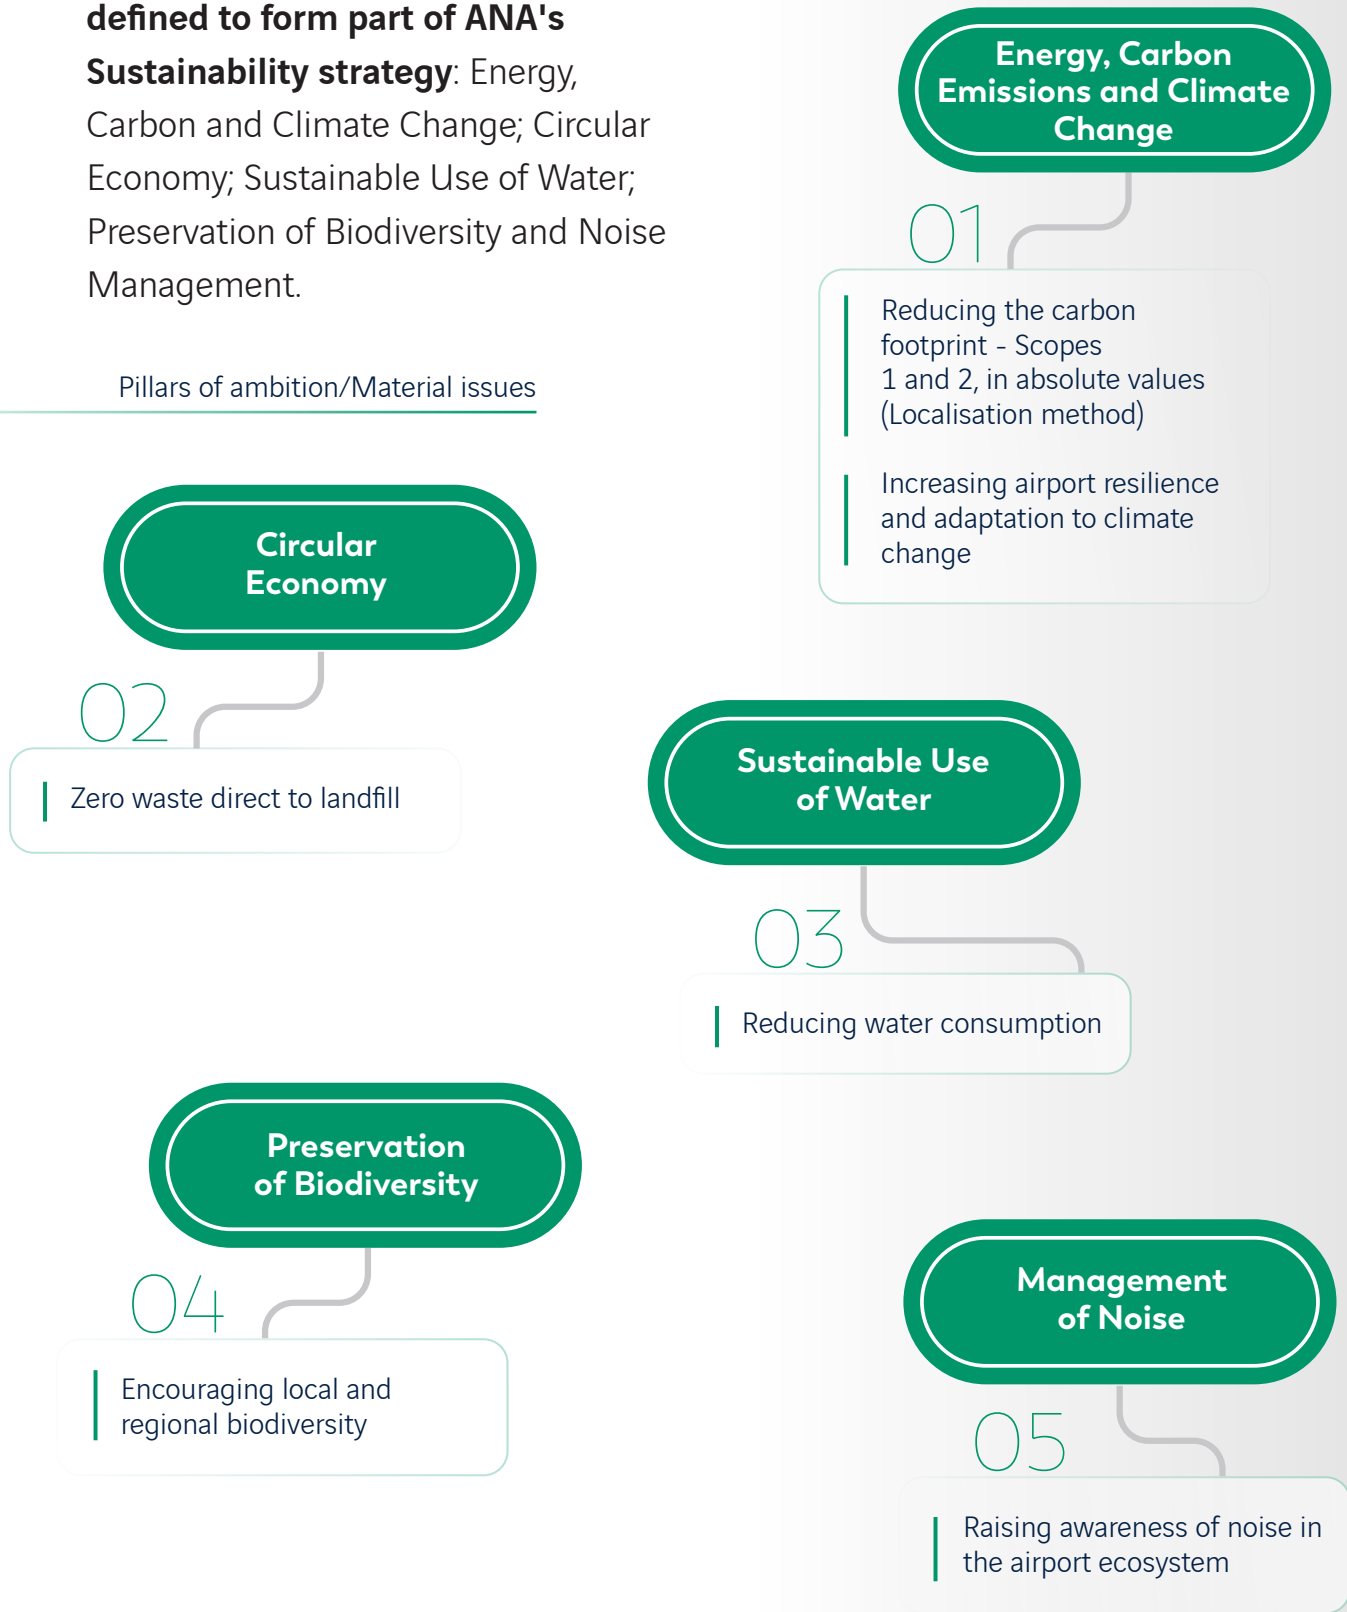 defined to form part of ANA's
Sustainability strategy: Energy,
Carbon and Climate Change; Circular
Economy; Sustainable Use of Water;
Preservation of Biodiversity and Noise
Management.
Pillars of ambition/Material issues
Energy, Carbon
Emissions and Climate
Change
01
Reducing the carbon
footprint - Scopes
1 and 2, in absolute values
(Localisation method)
Increasing airport resilience
and adaptation to climate
change
Circular
Economy
02
Zero waste direct to landfill
Sustainable Use
of Water
03
Reducing water consumption
Preservation
of Biodiversity
04
Encouraging local and
regional biodiversity
Management
of Noise
05
Raising awareness of noise in
the airport ecosystem